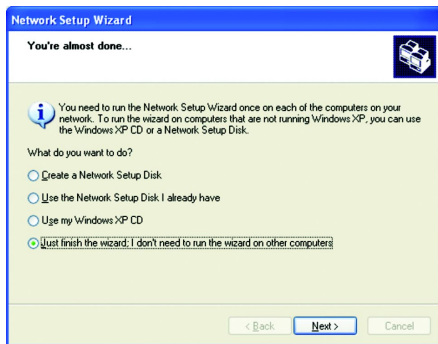 Network Setup Wizard
You're almost done...
You need to run the Network Setup Wizard once on each of the computers on your
network. To run the wizard on computers that are not running Windows XP, you can use
the Windows XP CD or a Network Setup Disk.
What do you want to do?
Create a Network Setup Disk
Use the Network Setup Disk I already have
Use my Windows XP CD
Just finish the wizard; I don't need to run the wizard on other computers
< Back
Next >
Cancel